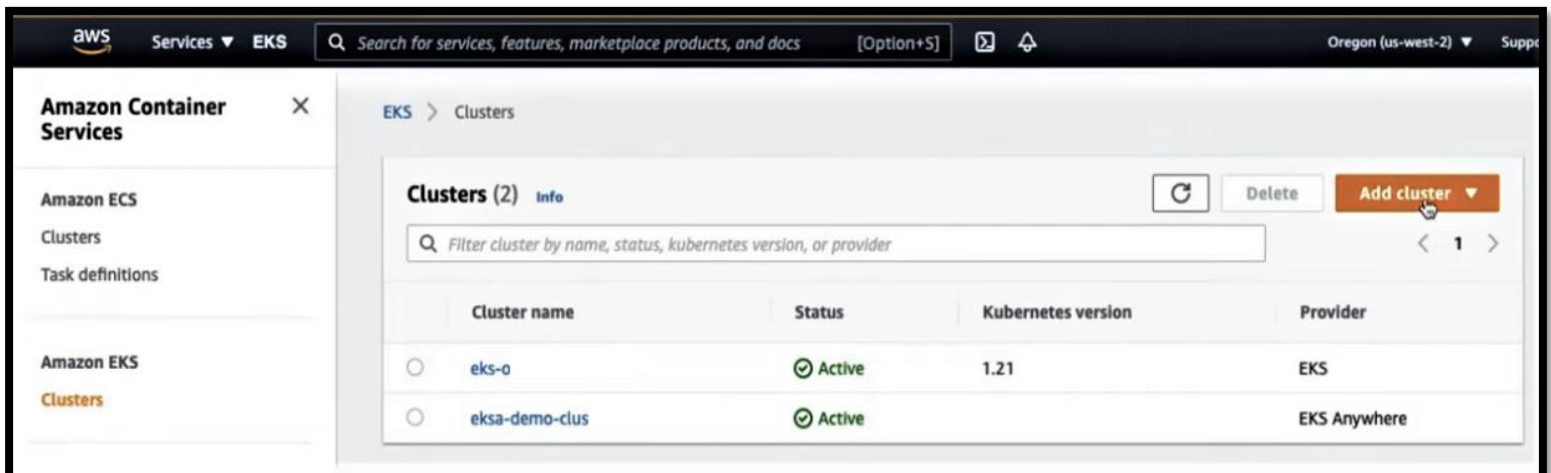 aws Services ▼ EKS Search for services, features, marketplace products, and docs [Option+S] Oregon (us-west-2) ▼ Suppo
Amazon Container
Services
Amazon ECS
Clusters
Task definitions
Amazon EKS
Clusters
EKS > Clusters
Clusters (2) Info Delete Add cluster ▼
Filter cluster by name, status, kubernetes version, or provider < 1 >
Cluster name Status Kubernetes version Provider
eks-o Active 1.21 EKS
eksa-demo-clus Active EKS Anywhere